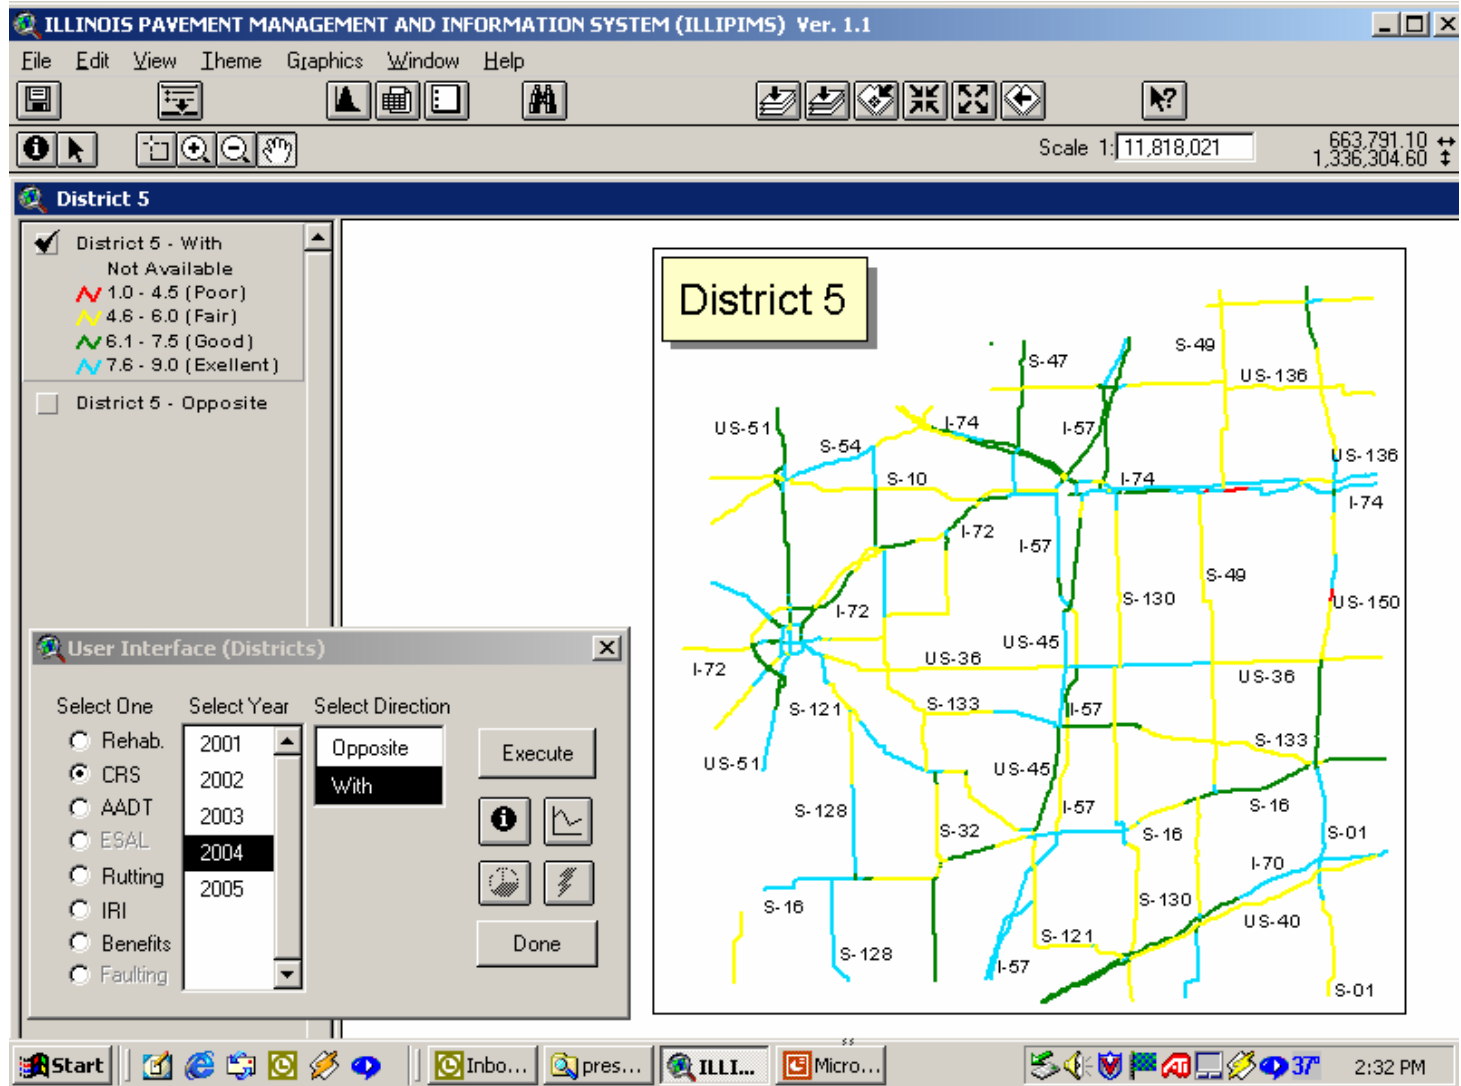 ILLINOIS PAVEMENT MANAGEMENT AND INFORMATION SYSTEM (ILLIPIMS) Ver. 1.1
File Edit View Theme Graphics Window Help
Scale 1: 11,818,021
663,791.10
1,336,304.60
District 5
District 5 - With
Not Available
1.0 - 4.5 (Poor)
4.6 - 6.0 (Fair)
6.1 - 7.5 (Good)
7.6 - 9.0 (Exellent)
District 5 - Opposite
District 5
S-49
S-47
US-136
US-51
I-74
I-57
S-54
US-136
S-10
I-74
I-74
I-72
I-57
S-49
S-130
US-150
I-72
US-45
US-36
I-72
US-36
S-133
S-121
I-57
S-133
US-51
US-45
I-57
S-16
S-128
S-32
S-16
S-01
I-70
S-130
S-16
US-40
S-121
S-128
I-57
S-01
User Interface (Districts)
Select One
Rehab.
CRS
AADT
ESAL
Rutting
IRI
Benefits
Faulting
Select Year
2001
2002
2003
2004
2005
Select Direction
Opposite
With
Execute
Done
Start
Inbo...
pres...
ILLI...
Micro...
37°
2:32 PM